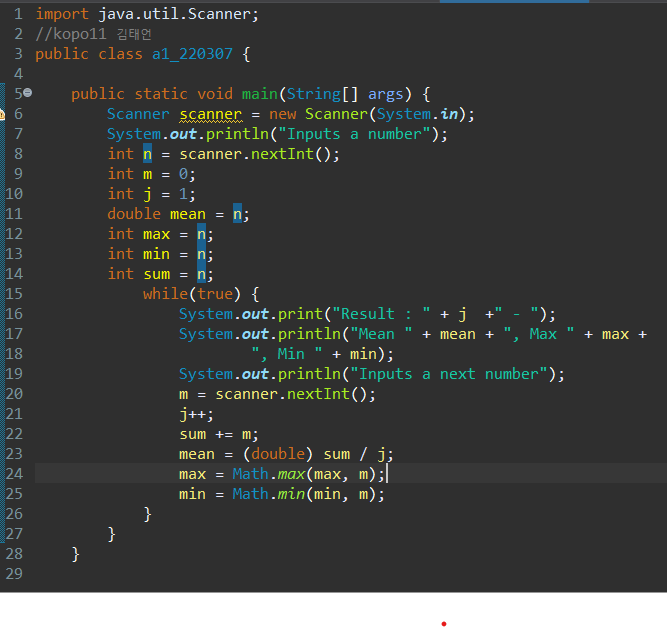 1 import java.util.Scanner;
2 //kopo11 김태언
3 public class a1_220307 {
4
5 public static void main(String[] args) {
6 Scanner scanner = new Scanner(System.in);
7 System.out.println("Inputs a number");
8 int n = scanner.nextInt();
9 int m = 0;
10 int j = 1;
11 double mean = n;
12 int max = n;
13 int min = n;
14 int sum = n;
15 while(true) {
16 System.out.print("Result : " + j  +" - ");
17 System.out.println("Mean " + mean + ", Max " + max +
18 ", Min " + min);
19 System.out.println("Inputs a next number");
20 m = scanner.nextInt();
21 j++;
22 sum += m;
23 mean = (double) sum / j;
24 max = Math.max(max, m);
25 min = Math.min(min, m);
26 }
27 }
28 }
29